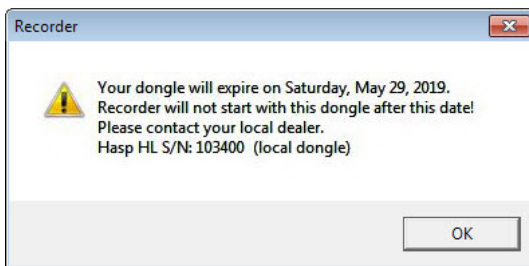 Recorder
Your dongle will expire on Saturday, May 29, 2019.
Recorder will not start with this dongle after this date!
Please contact your local dealer.
Hasp HL S/N: 103400 (local dongle)
OK